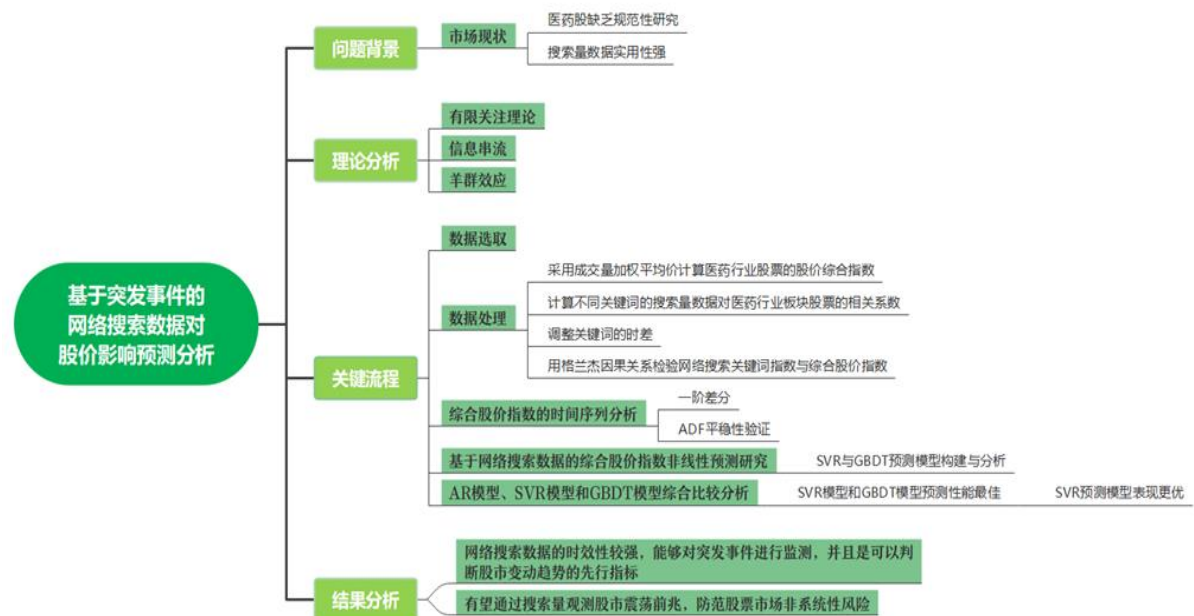 基于突发事件的
网络搜索数据对
股价影响预测分析
问题背景
市场现状
医药股缺乏规范性研究
搜索量数据实用性强
理论分析
有限关注理论
信息串流
羊群效应
关键流程
数据选取
数据处理
采用成交量加权平均价计算医药行业股票的股价综合指数
计算不同关键词的搜索量数据对医药行业板块股票的相关系数
调整关键词的时差
用格兰杰因果关系检验网络搜索关键词指数与综合股价指数
综合股价指数的时间序列分析
一阶差分
ADF平稳性验证
基于网络搜索数据的综合股价指数非线性预测研究
SVR与GBDT预测模型构建与分析
AR模型、SVR模型和GBDT模型综合比较分析
SVR模型和GBDT模型预测性能最佳
SVR预测模型表现更优
结果分析
网络搜索数据的时效性较强，能够对突发事件进行监测，并且是可以判
断股市变动趋势的先行指标
有望通过搜索量观测股市震荡前兆，防范股票市场非系统性风险